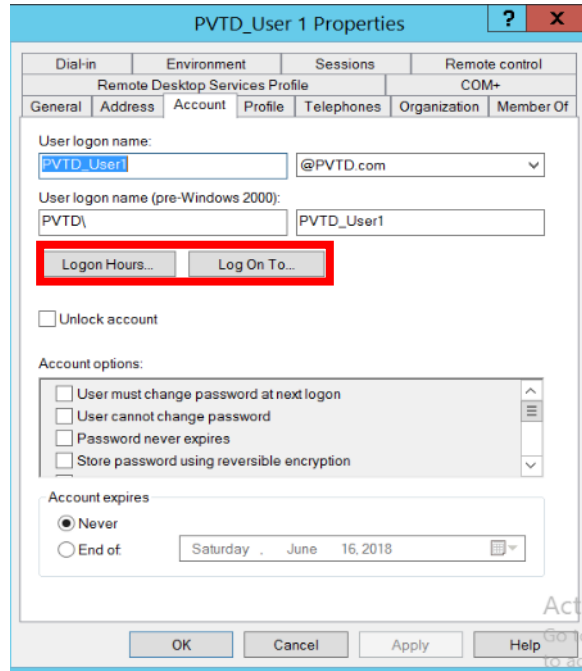 PVTD_User 1 Properties
? x
Dial-in Environment Sessions Remote control
Remote Desktop Services Profile COM+
General Address Account Profile Telephones Organization Member Of
User logon name:
PVTD_User1 @PVTD.com
User logon name (pre-Windows 2000):
PVTD\ PVTD_User1
Logon Hours... Log On To...
Unlock account
Account options:
User must change password at next logon
User cannot change password
Password never expires
Store password using reversible encryption
Account expires
Never
End of: Saturday , June 16, 2018
Act
OK Cancel Apply Help
Go to
to ac